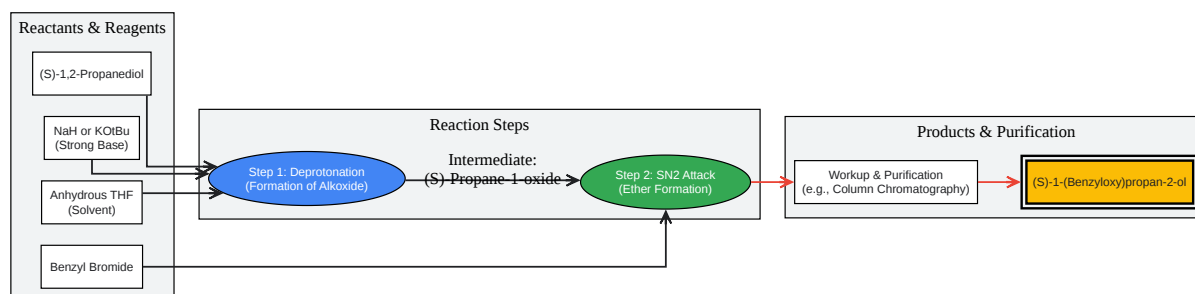 Reactants & Reagents
(S)-1,2-Propanediol
NaH or KOtBu
(Strong Base)
Anhydrous THF
(Solvent)
Benzyl Bromide
Reaction Steps
Step 1: Deprotonation
(Formation of Alkoxide)
Intermediate:
(S)-Propane-1-oxide
Step 2: SN2 Attack
(Ether Formation)
Products & Purification
Workup & Purification
(e.g., Column Chromatography)
(S)-1-(Benzyloxy)propan-2-ol